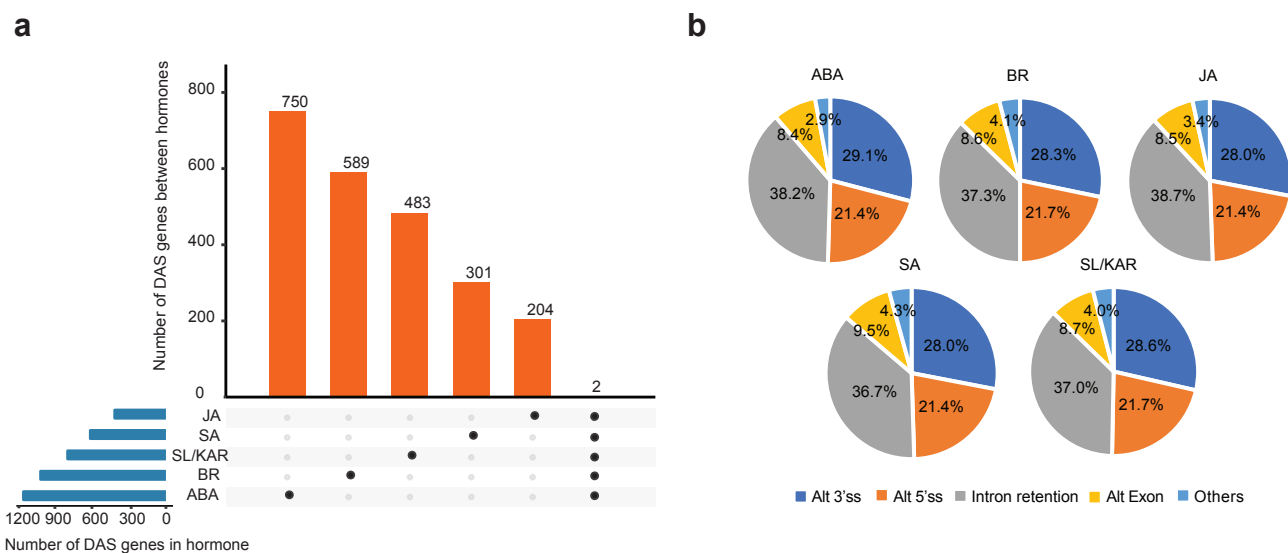 a
Number of DAS genes between hormones
800
600
400
200
0
750
589
483
301
204
2
JA
SA
SL/KAR
BR
ABA
1200 900 600 300 0
Number of DAS genes in hormone
b
ABA
29.1%
21.4%
38.2%
8.4%
2.9%
BR
28.3%
21.7%
37.3%
8.6%
4.1%
JA
28.0%
21.4%
38.7%
8.5%
3.4%
SA
28.0%
21.4%
36.7%
9.5%
4.3%
SL/KAR
28.6%
21.7%
37.0%
8.7%
4.0%
Alt 3'ss Alt 5'ss Intron retention Alt Exon Others